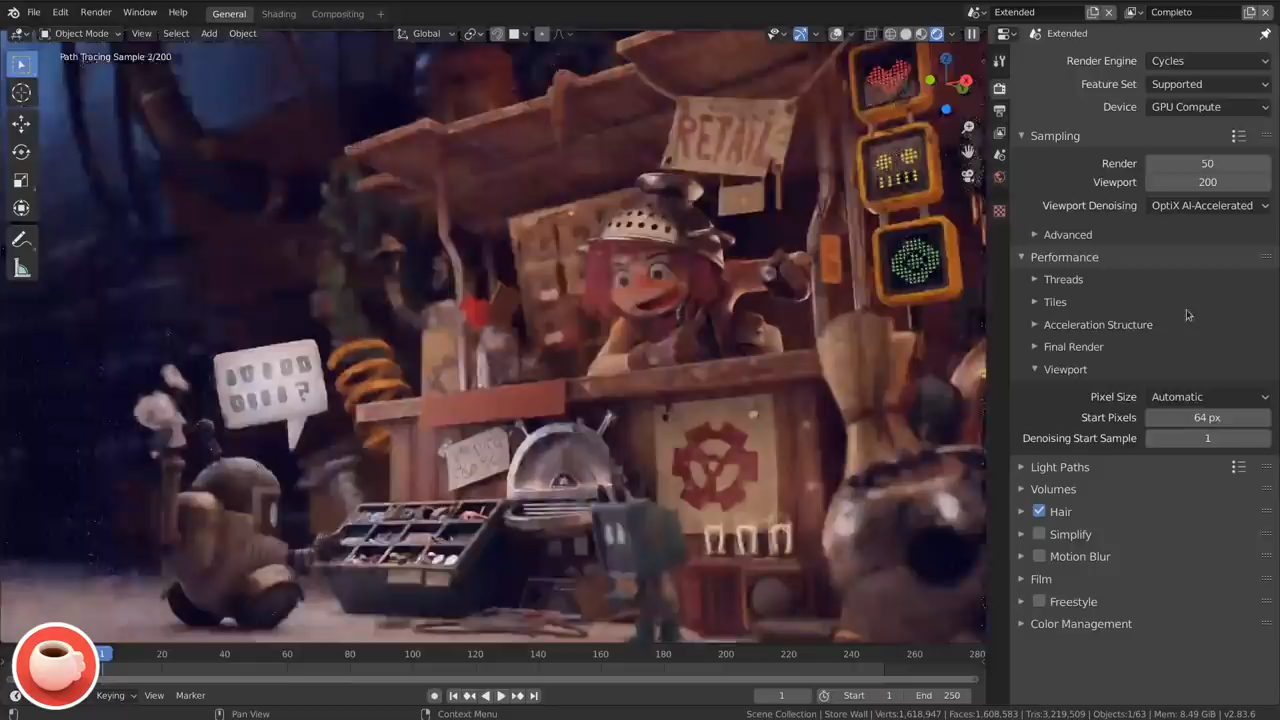 File Edit Render Window Help General Shading Compositing + Extended Completo
Object Mode View Select Add Object Global Extended
Path Tracing Sample 3/200
Render Engine Cycles
Feature Set Supported
Device GPU Compute
Sampling
Render 50
Viewport 200
Viewport Denoising OptiX AI-Accelerated
Advanced
Performance
Threads
Tiles
Acceleration Structure
Final Render
Viewport
Pixel Size Automatic
Start Pixels 64 px
Denoising Start Sample 1
Light Paths
Volumes
Hair
Simplify
Motion Blur
Film
Freestyle
Color Management
RETAIL
?
1 20 40 60 80 100 120 140 160 180 200 220 240 260 280
Keying View Marker 1 Start 1 End 250
Pan View Context Menu Scene Collection | Store Wall | Verts:1,618,947 | Faces:1,608,583 | Tris:3,219,509 | Objects:1/63 | Mem: 8.49 GiB | v2.83.6